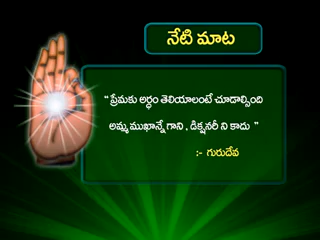 నేటి మాట
“ ప్రేమకు అర్ధం తెలియాలంటే చూడాల్సింది
అమ్మ ముఖాన్నే గాని , డిక్షనరీ ని కాదు ”
:- గురుదేవ